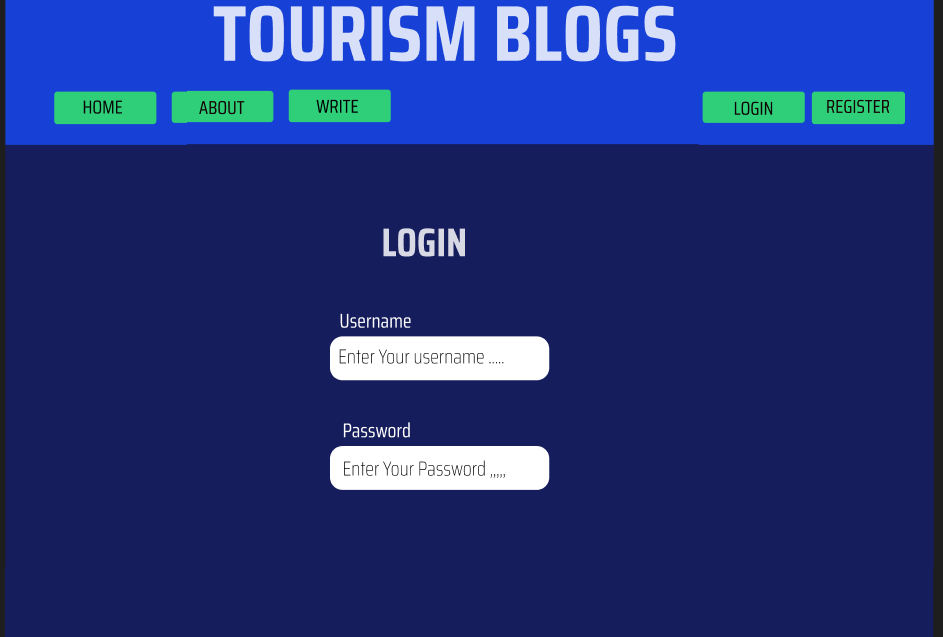 TOURISM BLOGS
HOME ABOUT WRITE LOGIN REGISTER
LOGIN
Username
Enter Your username .....
Password
Enter Your Password ,,,,,